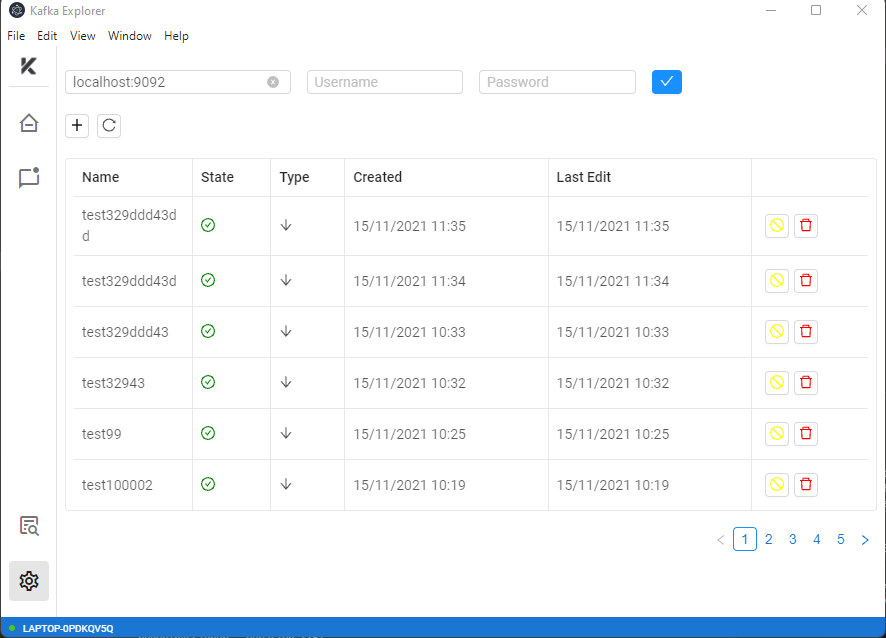 Kafka Explorer
File Edit View Window Help
K
localhost:9092 Username Password
Name State Type Created Last Edit
test329ddd43d
d
15/11/2021 11:35 15/11/2021 11:35
test329ddd43d 15/11/2021 11:34 15/11/2021 11:34
test329ddd43 15/11/2021 10:33 15/11/2021 10:33
test32943 15/11/2021 10:32 15/11/2021 10:32
test99 15/11/2021 10:25 15/11/2021 10:25
test100002 15/11/2021 10:19 15/11/2021 10:19
< 1 2 3 4 5 >
LAPTOP-0PDKQV5Q